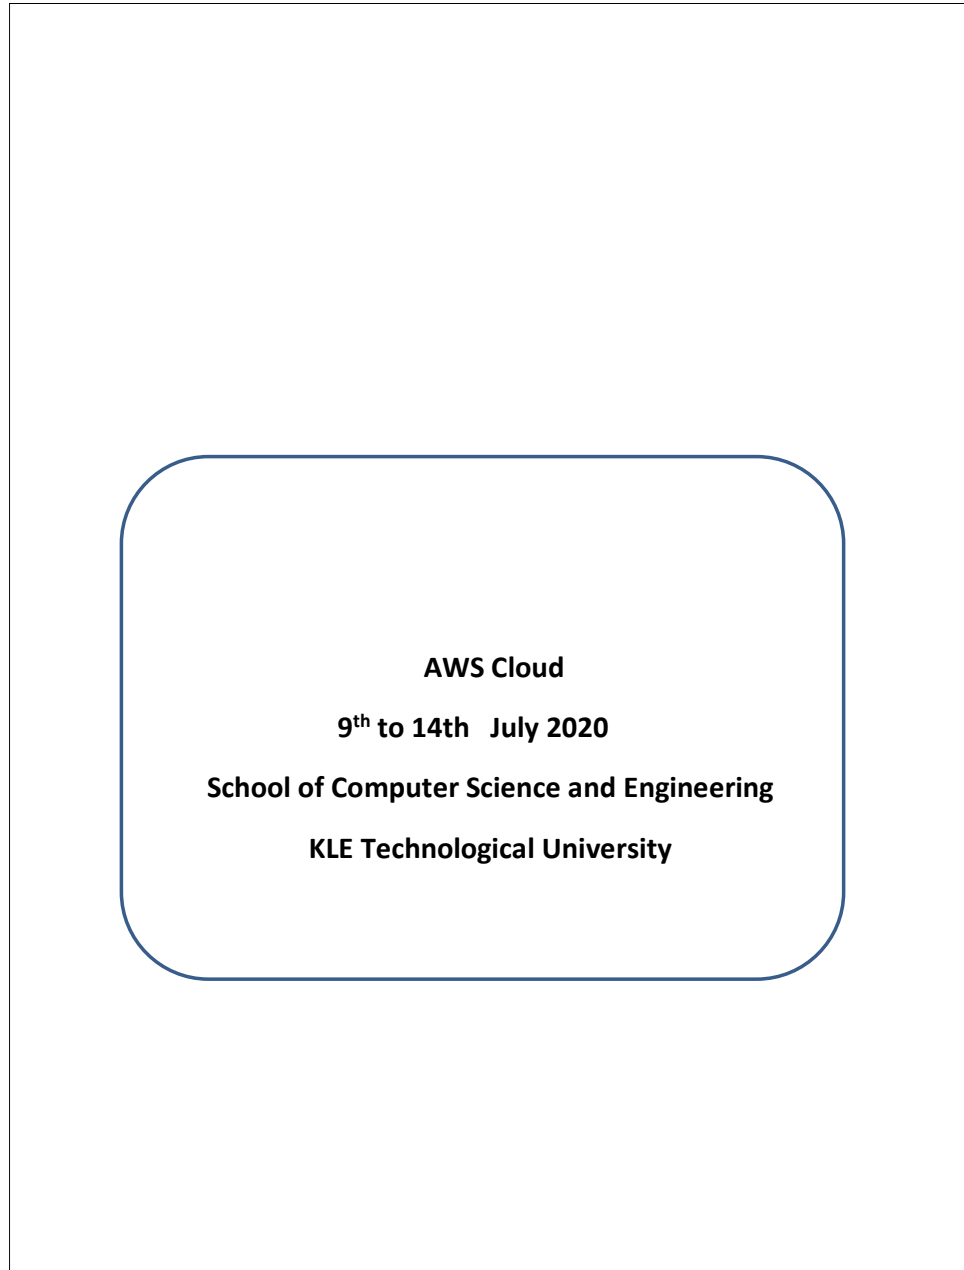 AWS Cloud
9th to 14th July 2020
School of Computer Science and Engineering
KLE Technological University